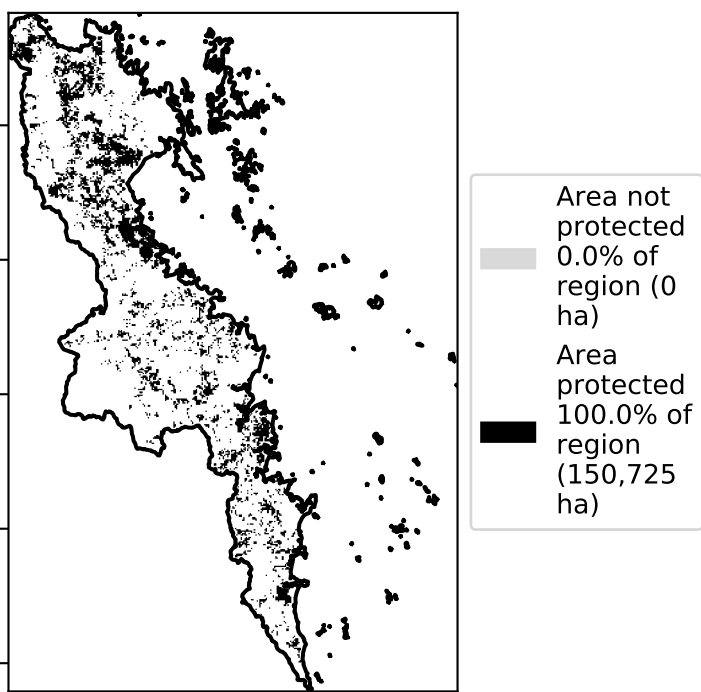 Area not
protected
0.0% of
region (0
ha)
Area
protected
100.0% of
region
(150,725
ha)